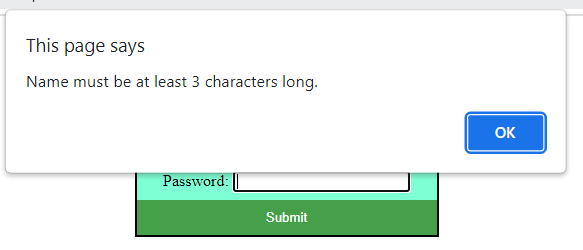 This page says
Name must be at least 3 characters long.
OK
Password:
Submit